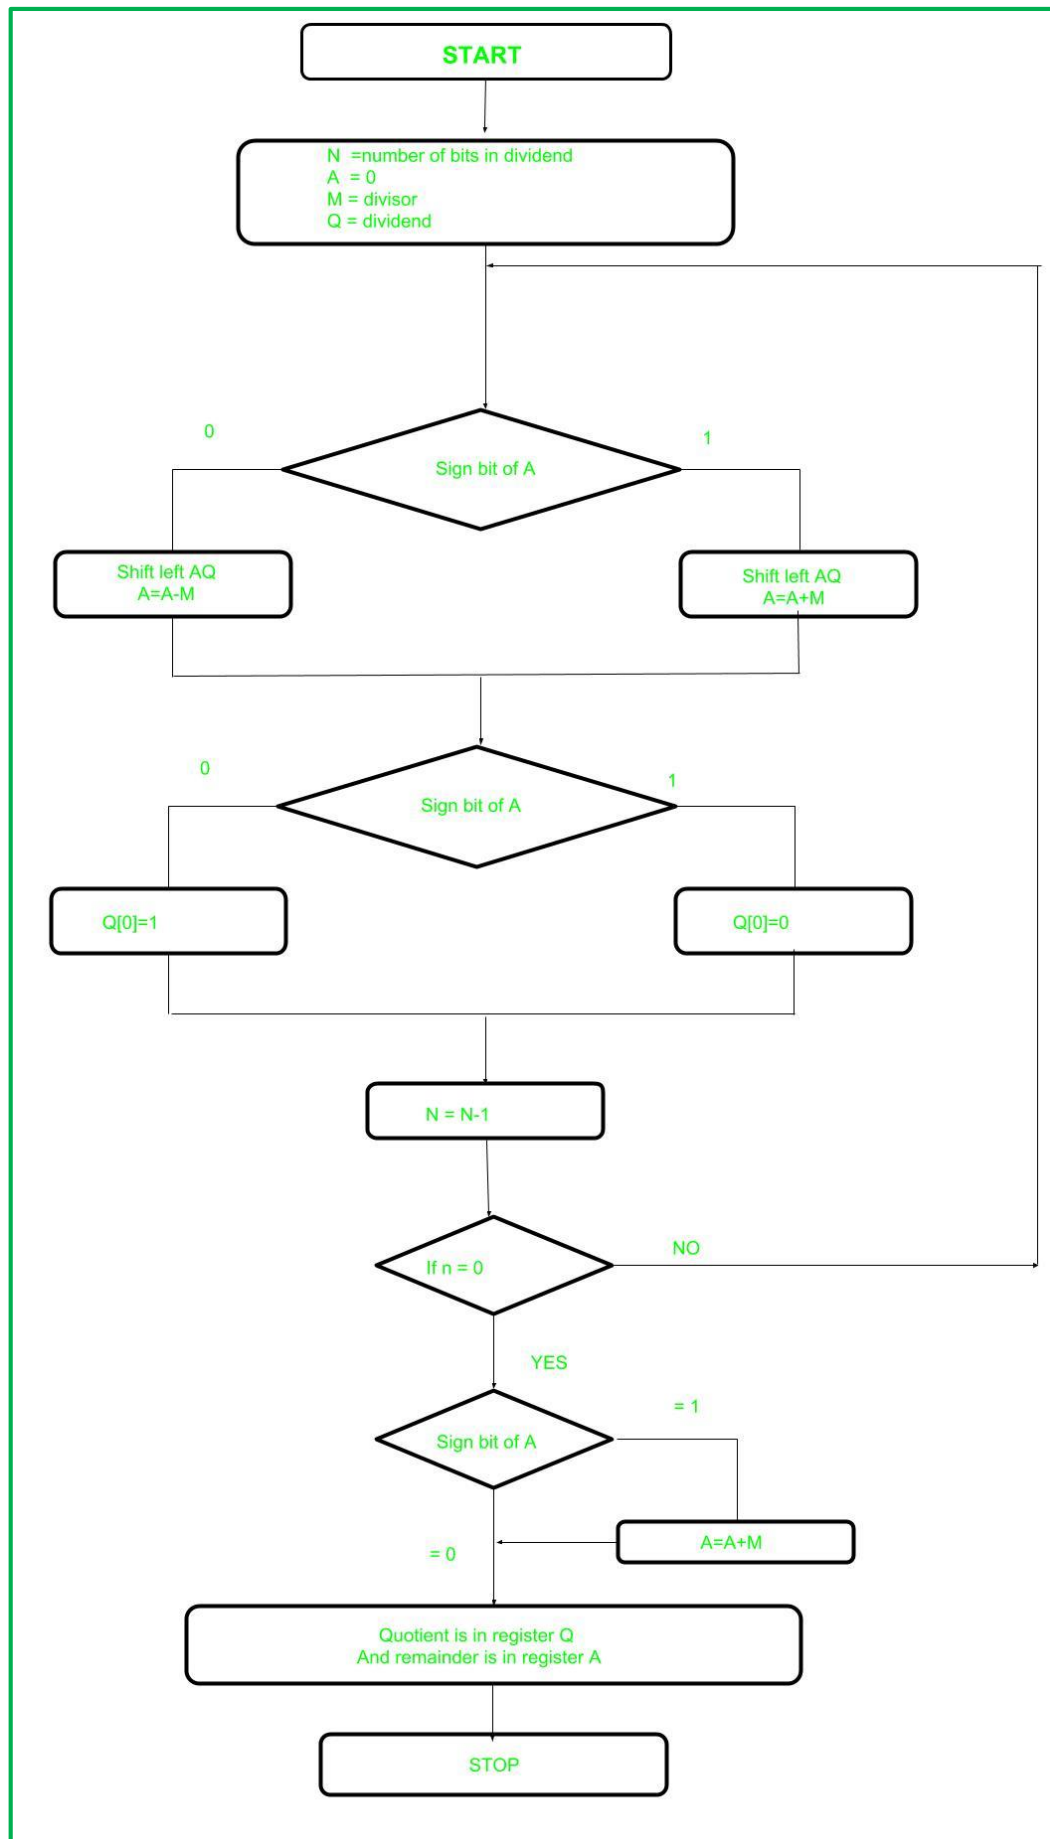 START
N =number of bits in dividend
A = 0
M = divisor
Q = dividend
0
1
Sign bit of A
Shift left AQ
A=A-M
Shift left AQ
A=A+M
0
1
Sign bit of A
Q[0]=1
Q[0]=0
N = N-1
If n = 0
NO
YES
= 1
Sign bit of A
A=A+M
= 0
Quotient is in register Q
And remainder is in register A
STOP